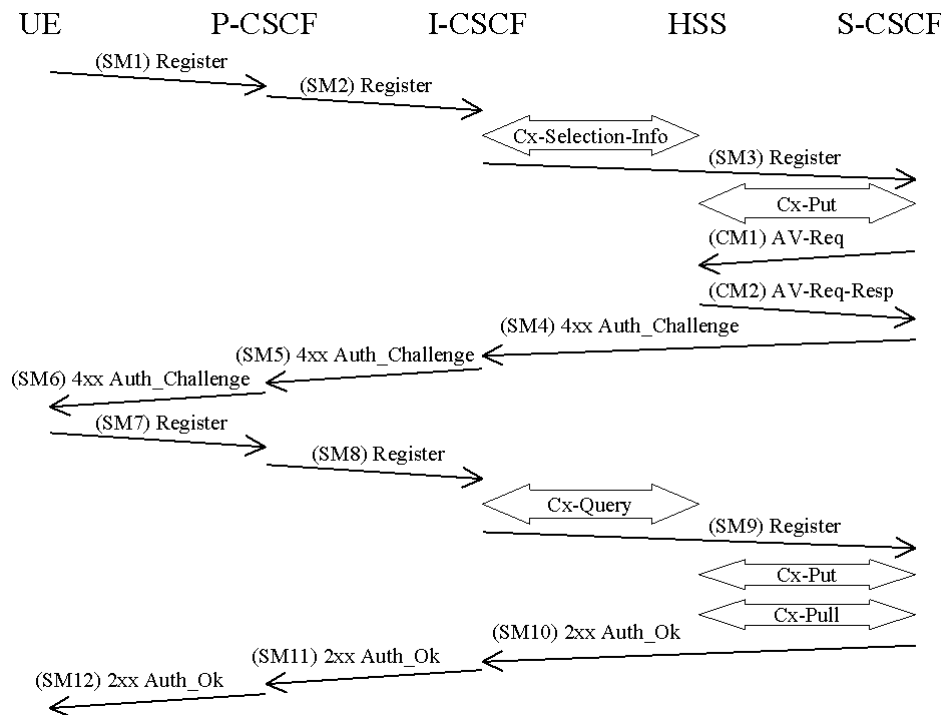 UE P-CSCF I-CSCF HSS S-CSCF
(SM1) Register
(SM2) Register
Cx-Selection-Info
(SM3) Register
Cx-Put
(CM1) AV-Req
(CM2) AV-Req-Resp
(SM4) 4xx Auth_Challenge
(SM5) 4xx Auth_Challenge
(SM6) 4xx Auth_Challenge
(SM7) Register
(SM8) Register
Cx-Query
(SM9) Register
Cx-Put
Cx-Pull
(SM10) 2xx Auth_Ok
(SM11) 2xx Auth_Ok
(SM12) 2xx Auth_Ok